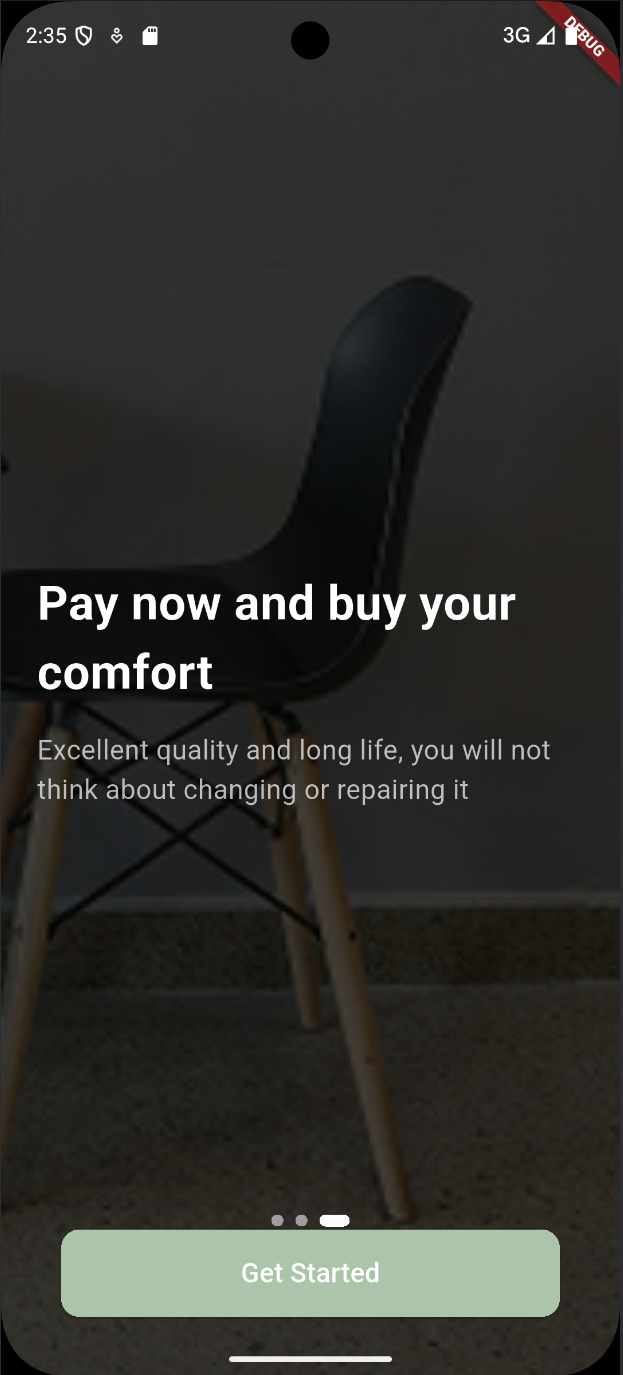 2:35
3G
DEBUG
Pay now and buy your
comfort
Excellent quality and long life, you will not
think about changing or repairing it
Get Started